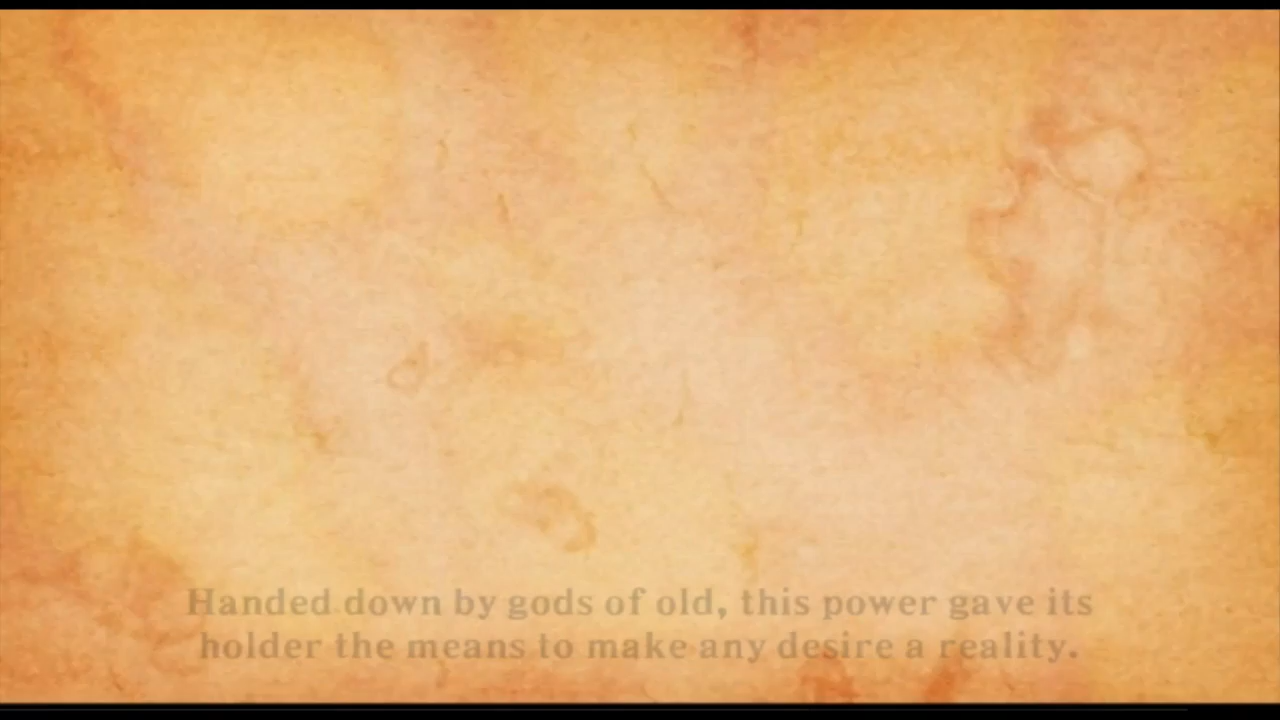 Handed down by gods of old, this power gave its
holder the means to make any desire a reality.